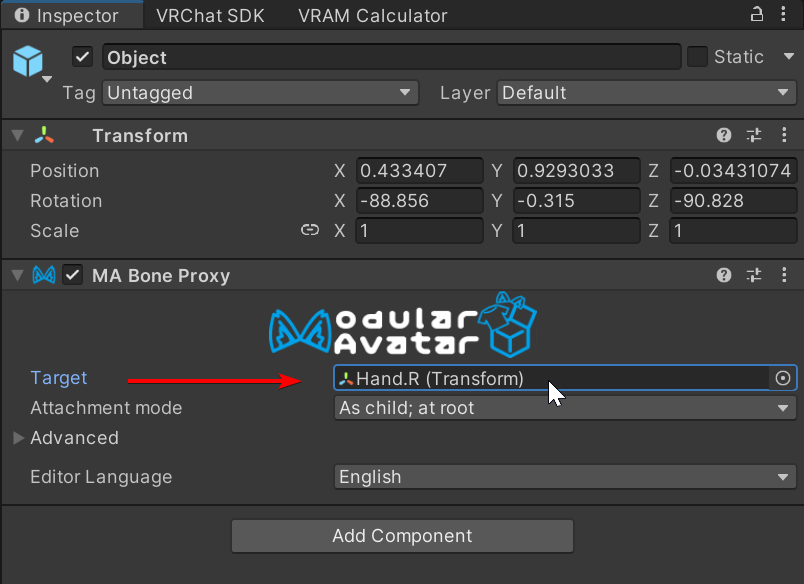 Inspector VRChat SDK VRAM Calculator
Object Static
Tag Untagged Layer Default
Transform
Position X 0.433407 Y 0.9293033 Z -0.03431074
Rotation X -88.856 Y -0.315 Z -90.828
Scale X 1 Y 1 Z 1
MA Bone Proxy
Modular
Avatar
Target Hand.R (Transform)
Attachment mode As child; at root
Advanced
Editor Language English
Add Component